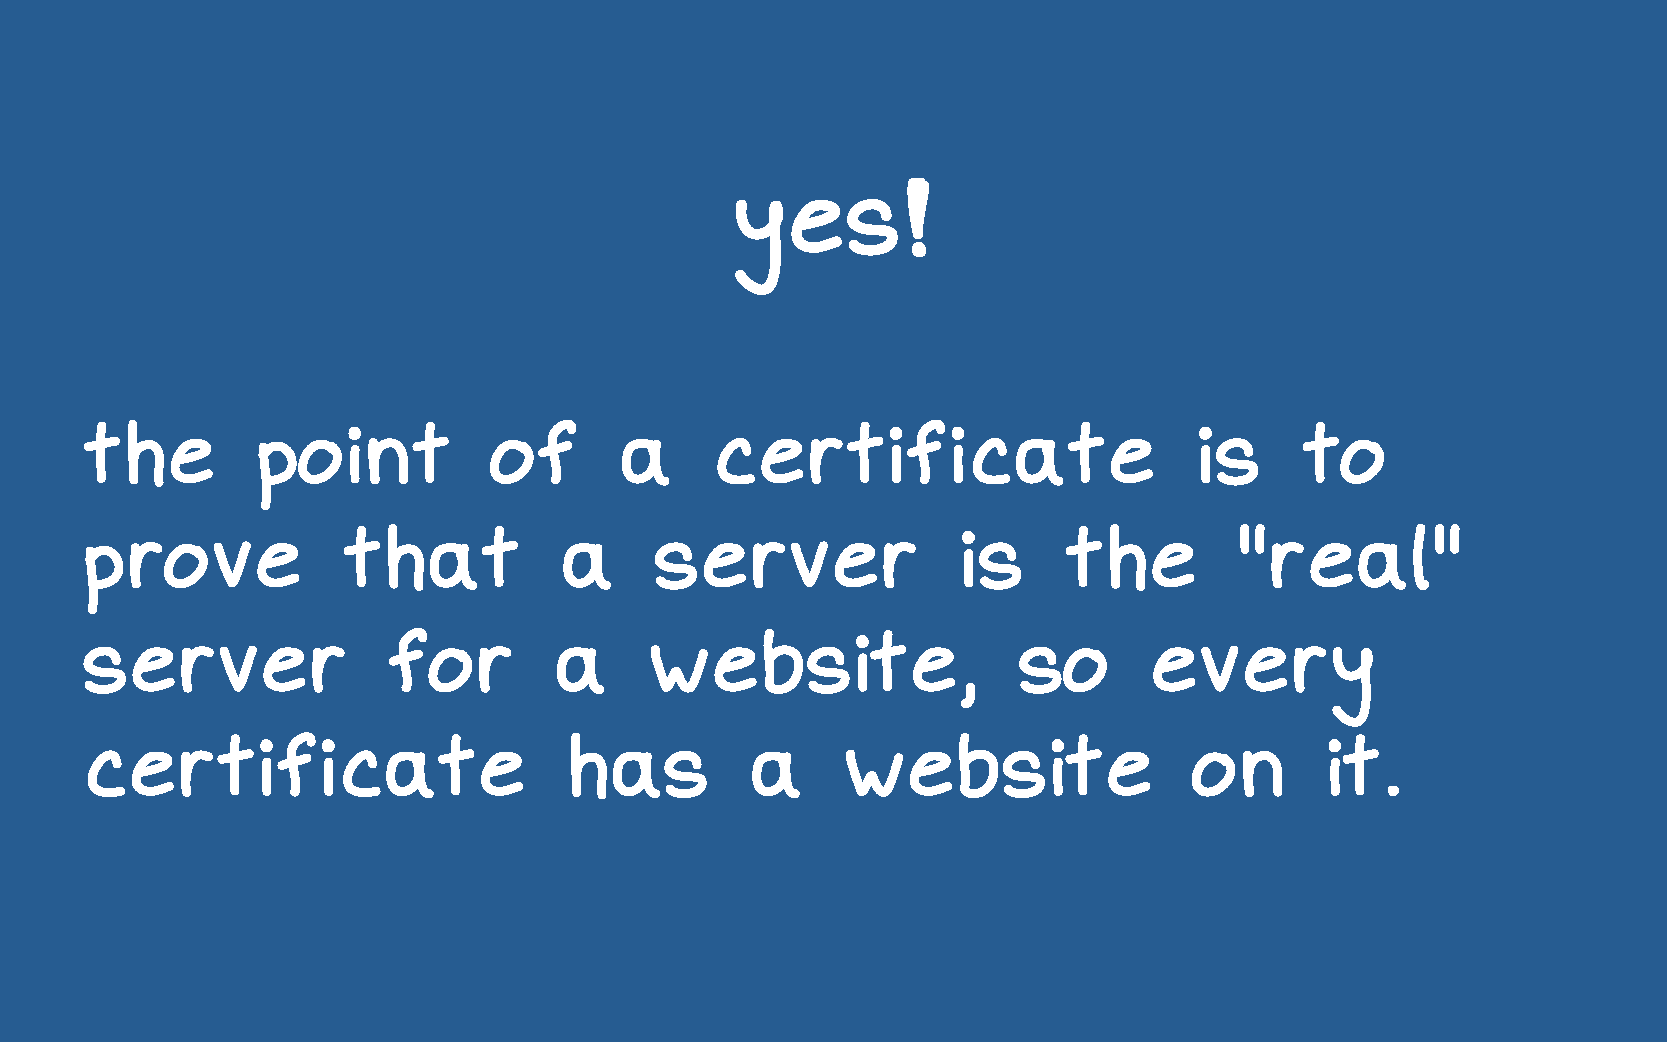 yes!
the point of a certificate is to
prove that a server is the "real"
server for a website, so every
certificate has a website on it.